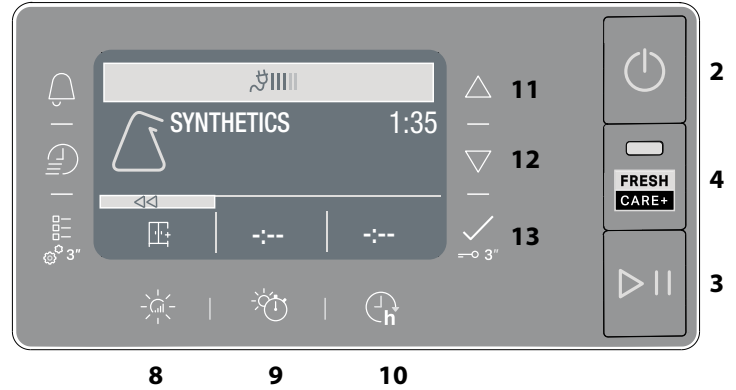 2
SYNTHETICS 1:35
11
12
FRESH
CARE+
4
-:-- -:--
3"
3"
13
3
h
8 9 10